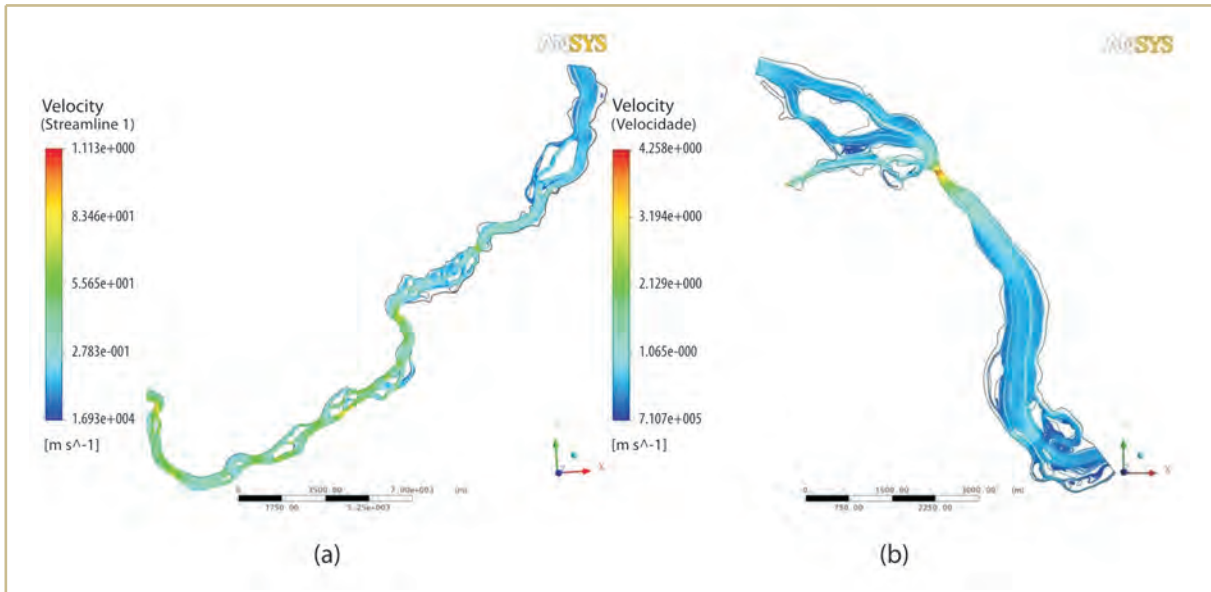 ANSYS
Velocity
(Streamline 1)
1.113e+000
8.346e+001
5.565e+001
2.783e-001
1.693e+004
[m s^-1]
X
0
3500.00
7.00e+003
(m)
1750.00
5.25e+003
(a)
ANSYS
Velocity
(Velocidade)
4.258e+000
3.194e+000
2.129e+000
1.065e-000
7.107e+005
[m s^-1]
X
0
1500.00
3000.00
(m)
750.00
2250.00
(b)